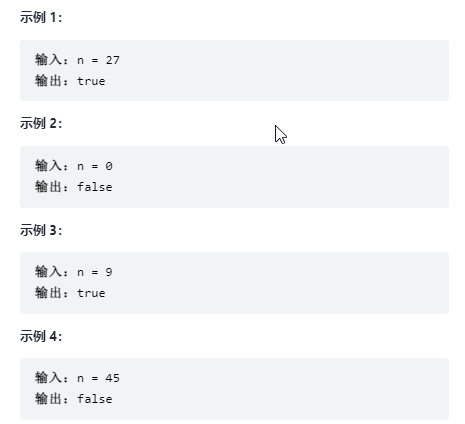 示例 1：
输入：n = 27
输出：true
示例 2：
输入：n = 0
输出：false
示例 3：
输入：n = 9
输出：true
示例 4：
输入：n = 45
输出：false